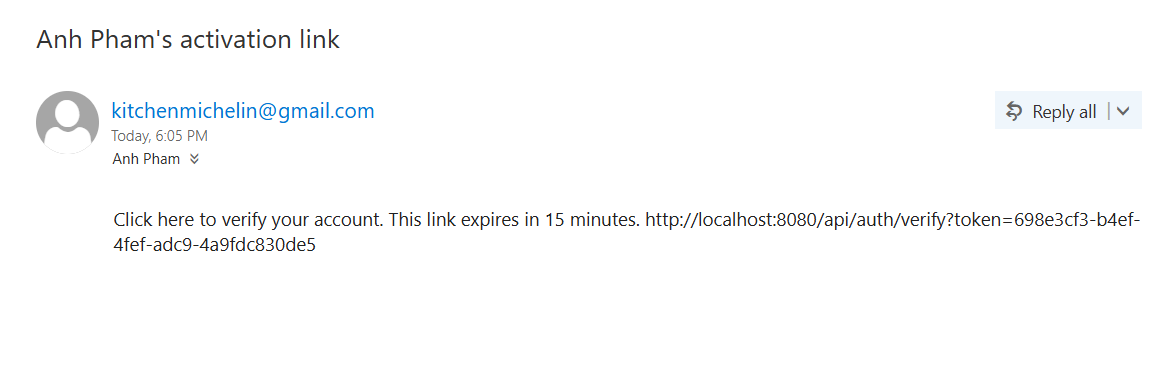 Anh Pham's activation link
kitchenmichelin@gmail.com
Today, 6:05 PM
Anh Pham
Reply all
Click here to verify your account. This link expires in 15 minutes. http://localhost:8080/api/auth/verify?token=698e3cf3-b4ef-
4fef-adc9-4a9fdc830de5